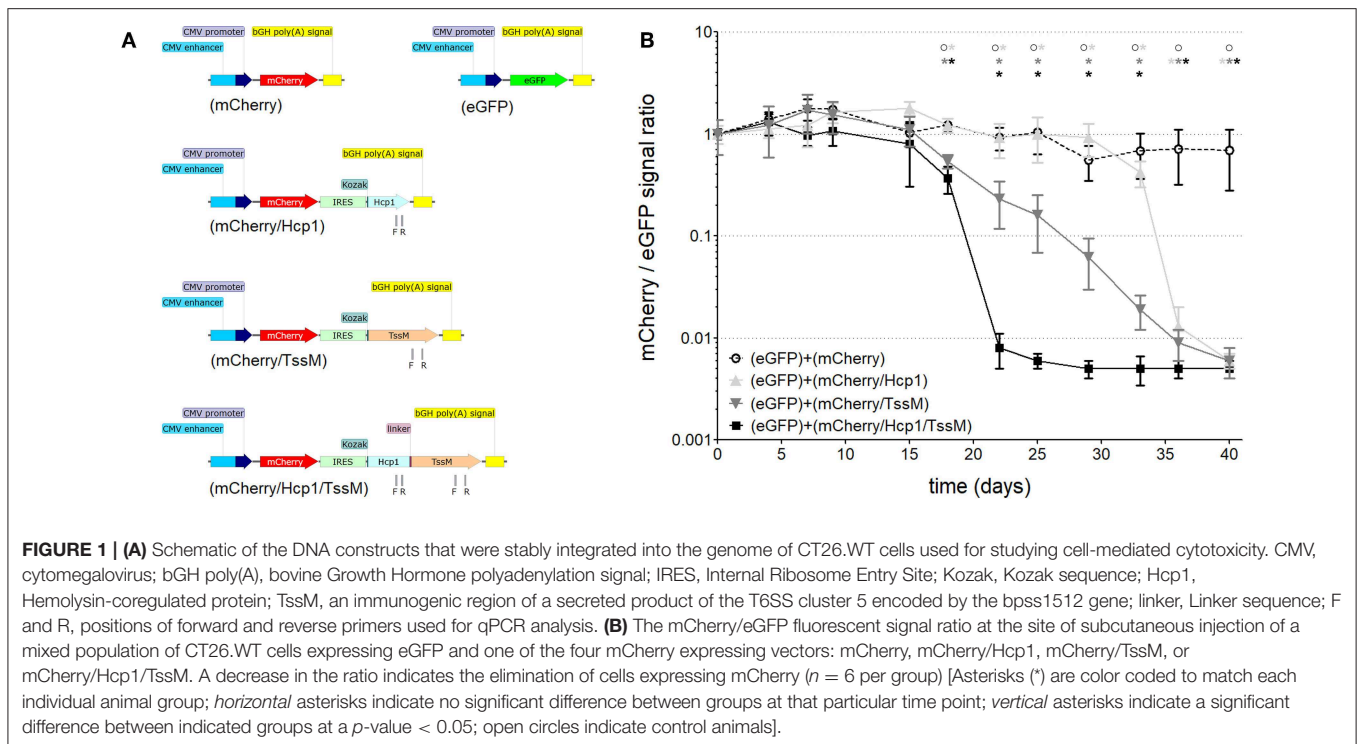 A
CMV promoter
bGH poly(A) signal
CMV enhancer
mCherry
(mCherry)
CMV promoter
bGH poly(A) signal
CMV enhancer
eGFP
(eGFP)
bGH poly(A) signal
CMV promoter
CMV enhancer
Kozak
mCherry IRES Hcp1
(mCherry/Hcp1)
F R
CMV promoter
bGH poly(A) signal
CMV enhancer
Kozak
mCherry IRES TssM
(mCherry/TssM)
F R
CMV promoter
bGH poly(A) signal
CMV enhancer
linker
Kozak
mCherry IRES Hcp1 TssM
(mCherry/Hcp1/TssM)
F R F R
B
○* ○* ○* ○* ○* ○ ○
** * * * * *** ***
* * * *
mCherry / eGFP signal ratio
10
1
0.1
0.01
0.001
(eGFP)+(mCherry)
(eGFP)+(mCherry/Hcp1)
(eGFP)+(mCherry/TssM)
(eGFP)+(mCherry/Hcp1/TssM)
0 5 10 15 20 25 30 35 40
time (days)
FIGURE 1 | (A) Schematic of the DNA constructs that were stably integrated into the genome of CT26.WT cells used for studying cell-mediated cytotoxicity. CMV,
cytomegalovirus; bGH poly(A), bovine Growth Hormone polyadenylation signal; IRES, Internal Ribosome Entry Site; Kozak, Kozak sequence; Hcp1,
Hemolysin-coregulated protein; TssM, an immunogenic region of a secreted product of the T6SS cluster 5 encoded by the bpss1512 gene; linker, Linker sequence; F
and R, positions of forward and reverse primers used for qPCR analysis. (B) The mCherry/eGFP fluorescent signal ratio at the site of subcutaneous injection of a
mixed population of CT26.WT cells expressing eGFP and one of the four mCherry expressing vectors: mCherry, mCherry/Hcp1, mCherry/TssM, or
mCherry/Hcp1/TssM. A decrease in the ratio indicates the elimination of cells expressing mCherry (n = 6 per group) [Asterisks (*) are color coded to match each
individual animal group; horizontal asterisks indicate no significant difference between groups at that particular time point; vertical asterisks indicate a significant
difference between indicated groups at a p-value < 0.05; open circles indicate control animals].